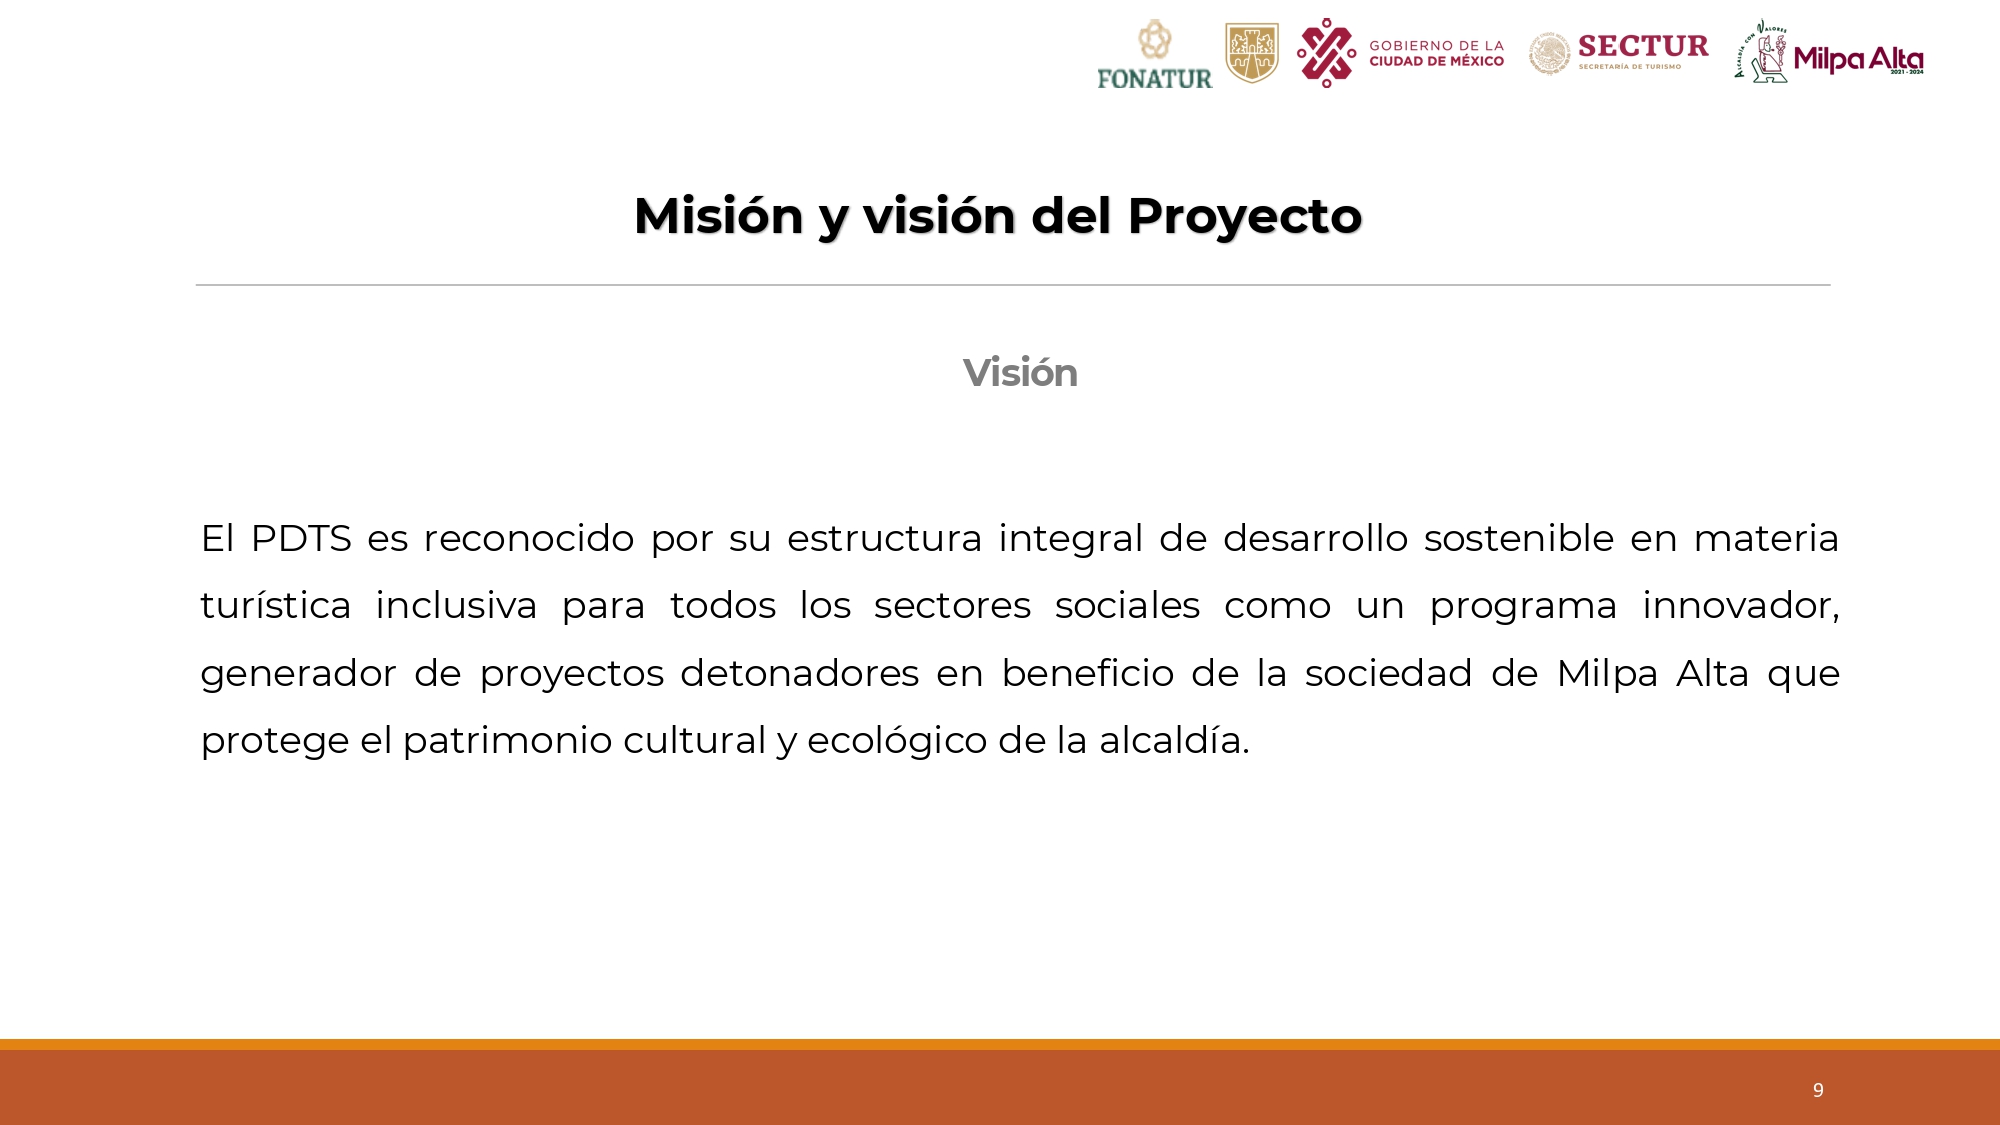 FONATUR
GOBIERNO DE LA
CIUDAD DE MÉXICO
SECTUR
SECRETARÍA DE TURISMO
ALCALDÍA CON VALORES
Milpa Alta
2021 - 2024
Misión y visión del Proyecto
Visión
El PDTS es reconocido por su estructura integral de desarrollo sostenible en materia
turística inclusiva para todos los sectores sociales como un programa innovador,
generador de proyectos detonadores en beneficio de la sociedad de Milpa Alta que
protege el patrimonio cultural y ecológico de la alcaldía.
9